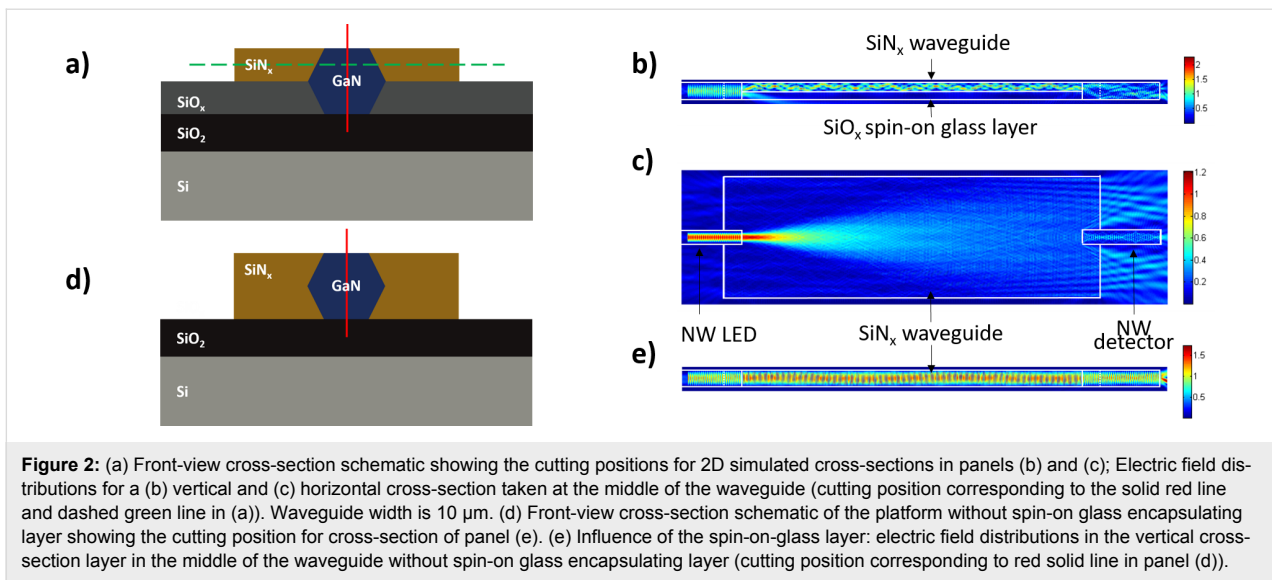 a)
SiNₓ
GaN
SiOₓ
SiO₂
Si
b)
SiNₓ waveguide
2
1.5
1
0.5
SiOₓ spin-on glass layer
c)
1.2
1
0.8
0.6
0.4
0.2
NW LED
SiNₓ waveguide
NW
detector
d)
SiNₓ
GaN
SiO₂
Si
e)
1.5
1
0.5
Figure 2: (a) Front-view cross-section schematic showing the cutting positions for 2D simulated cross-sections in panels (b) and (c); Electric field dis-
tributions for a (b) vertical and (c) horizontal cross-section taken at the middle of the waveguide (cutting position corresponding to the solid red line
and dashed green line in (a)). Waveguide width is 10 µm. (d) Front-view cross-section schematic of the platform without spin-on glass encapsulating
layer showing the cutting position for cross-section of panel (e). (e) Influence of the spin-on-glass layer: electric field distributions in the vertical cross-
section layer in the middle of the waveguide without spin-on glass encapsulating layer (cutting position corresponding to red solid line in panel (d)).